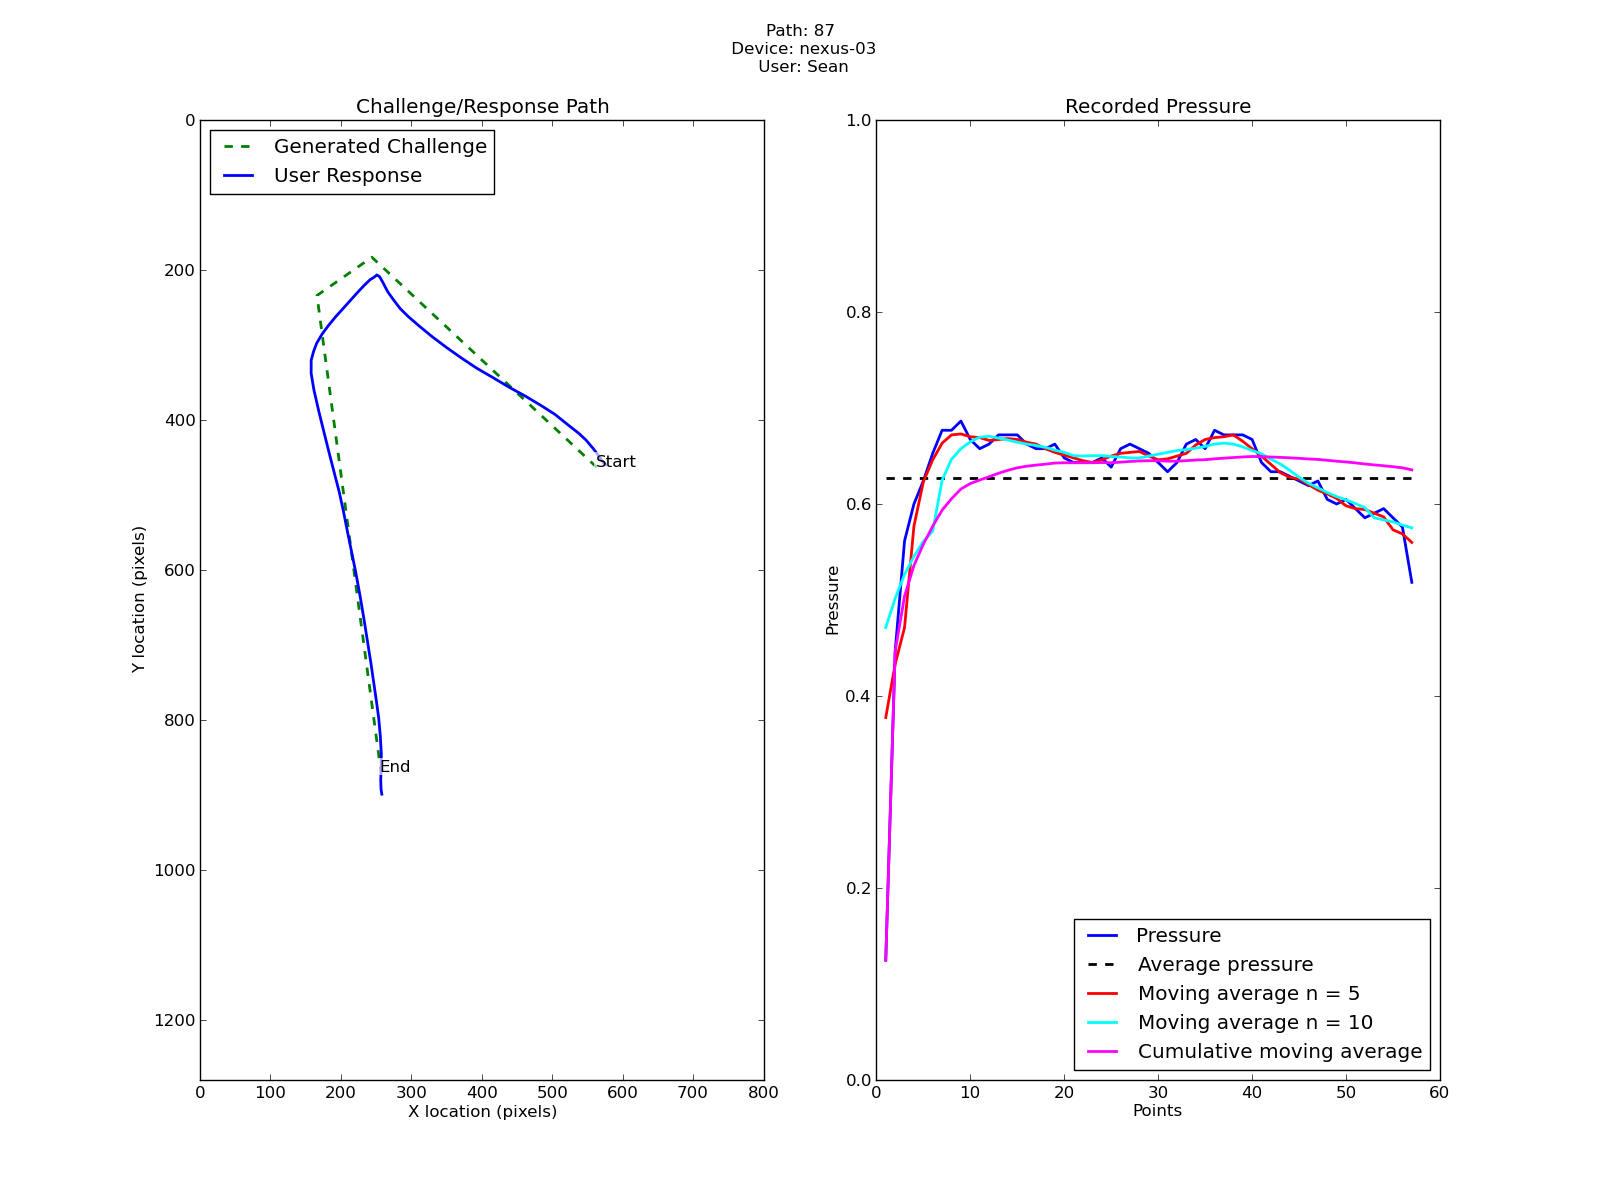 Path: 87
Device: nexus-03
User: Sean
Challenge/Response Path
Generated Challenge
User Response
0
200
400
600
800
1000
1200
Y location (pixels)
Start
End
0 100 200 300 400 500 600 700 800
X location (pixels)
Recorded Pressure
1.0
0.8
0.6
0.4
0.2
0.0
Pressure
Pressure
Average pressure
Moving average n = 5
Moving average n = 10
Cumulative moving average
0 10 20 30 40 50 60
Points